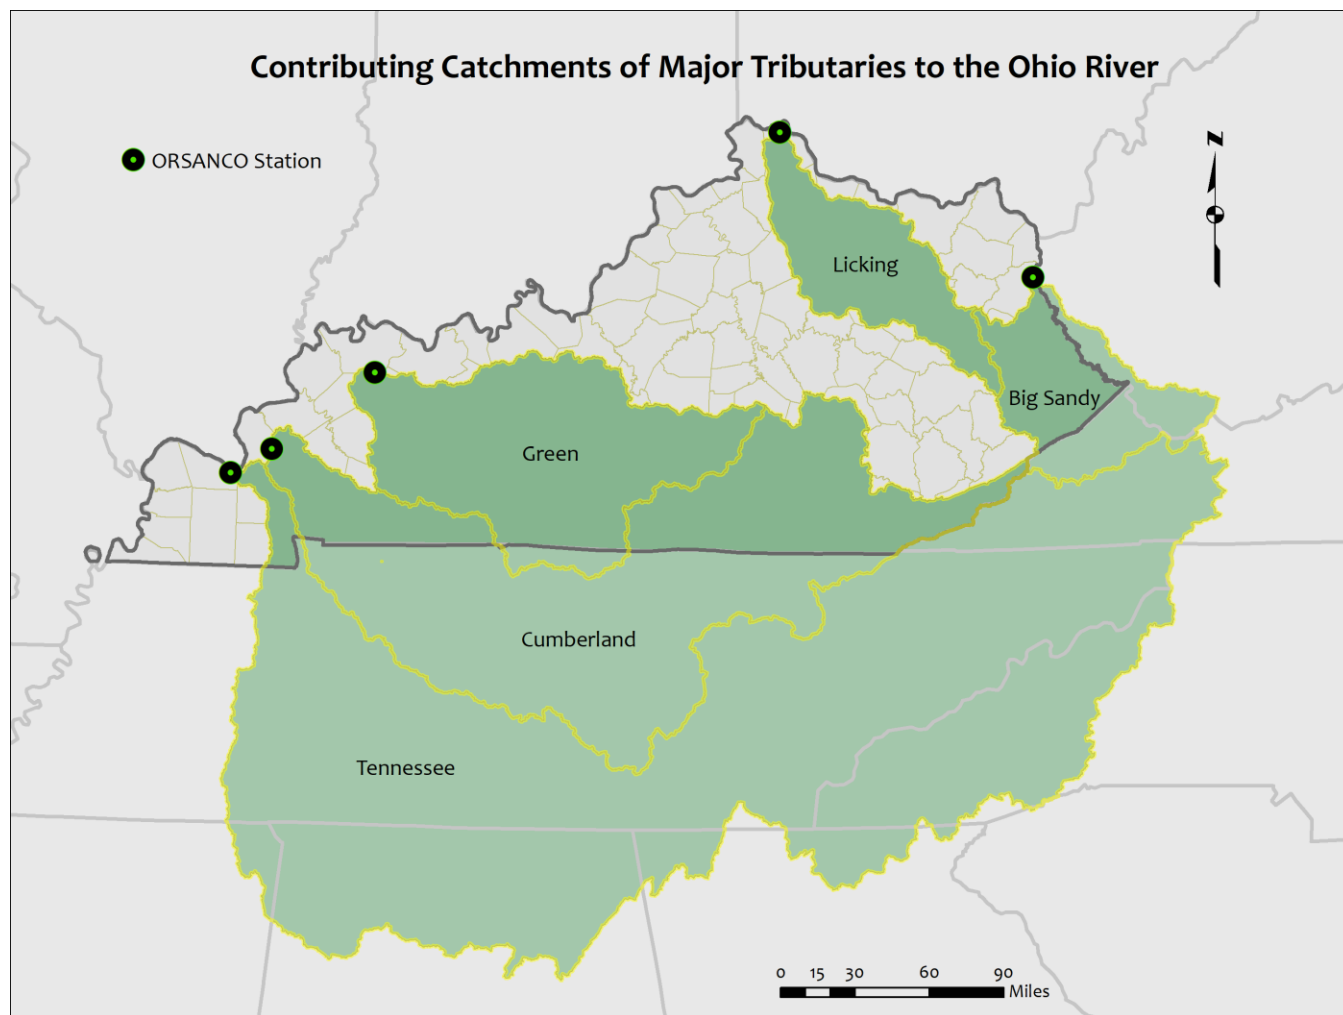 Contributing Catchments of Major Tributaries to the Ohio River
ORSANCO Station
N
Licking
Big Sandy
Green
Cumberland
Tennessee
0 15 30 60 90
Miles